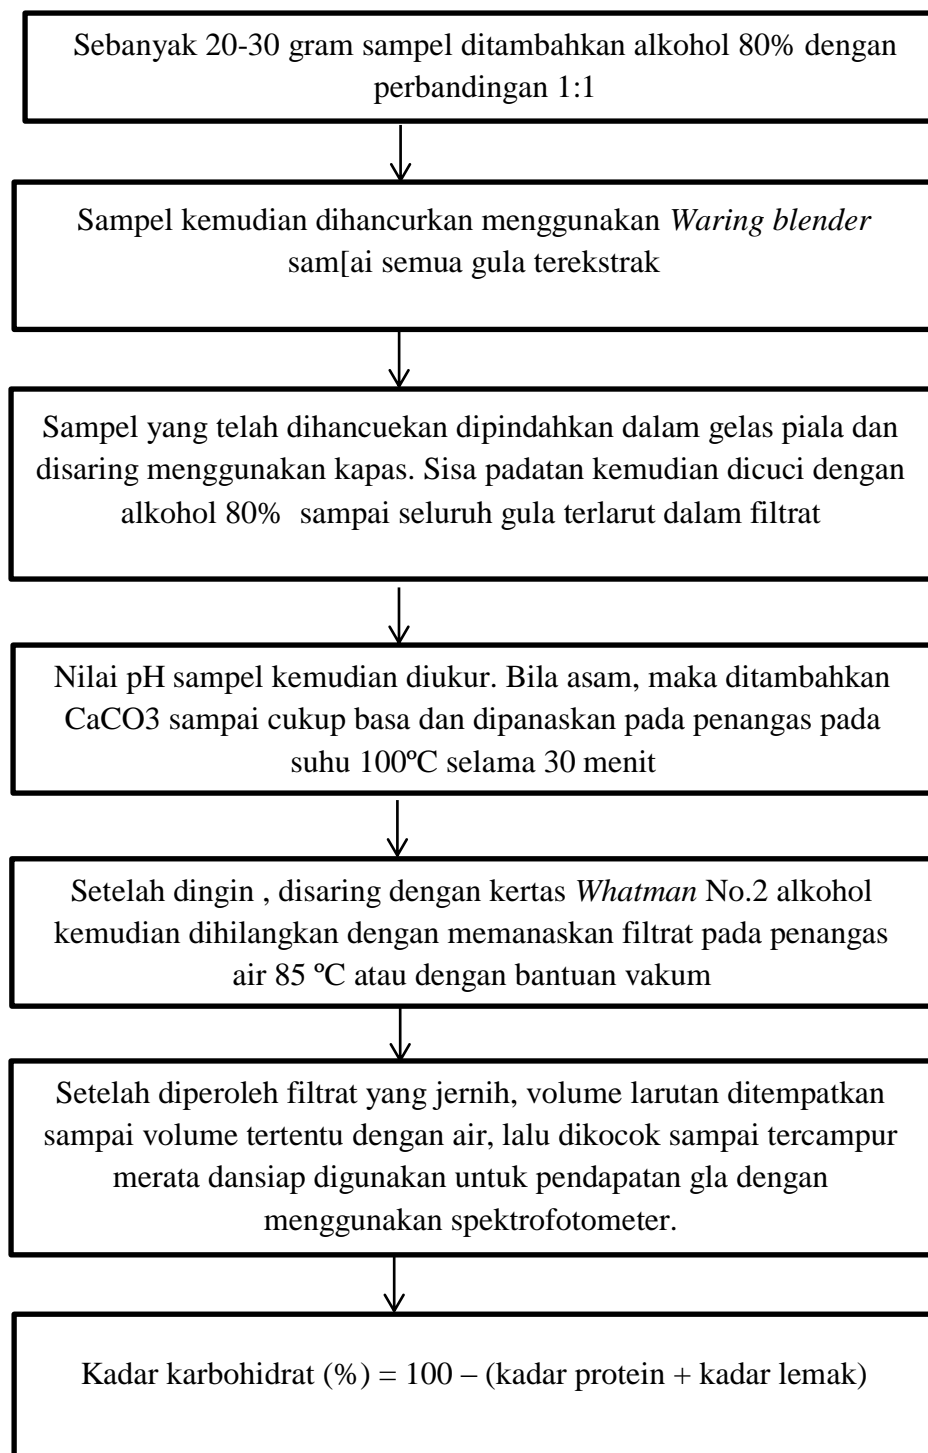 Sebanyak 20-30 gram sampel ditambahkan alkohol 80% dengan
perbandingan 1:1
Sampel kemudian dihancurkan menggunakan Waring blender
sam[ai semua gula terekstrak
Sampel yang telah dihancuekan dipindahkan dalam gelas piala dan
disaring menggunakan kapas. Sisa padatan kemudian dicuci dengan
alkohol 80% sampai seluruh gula terlarut dalam filtrat
Nilai pH sampel kemudian diukur. Bila asam, maka ditambahkan
CaCO3 sampai cukup basa dan dipanaskan pada penangas pada
suhu 100ºC selama 30 menit
Setelah dingin , disaring dengan kertas Whatman No.2 alkohol
kemudian dihilangkan dengan memanaskan filtrat pada penangas
air 85 ºC atau dengan bantuan vakum
Setelah diperoleh filtrat yang jernih, volume larutan ditempatkan
sampai volume tertentu dengan air, lalu dikocok sampai tercampur
merata dansiap digunakan untuk pendapatan gla dengan
menggunakan spektrofotometer.
Kadar karbohidrat (%) = 100 – (kadar protein + kadar lemak)